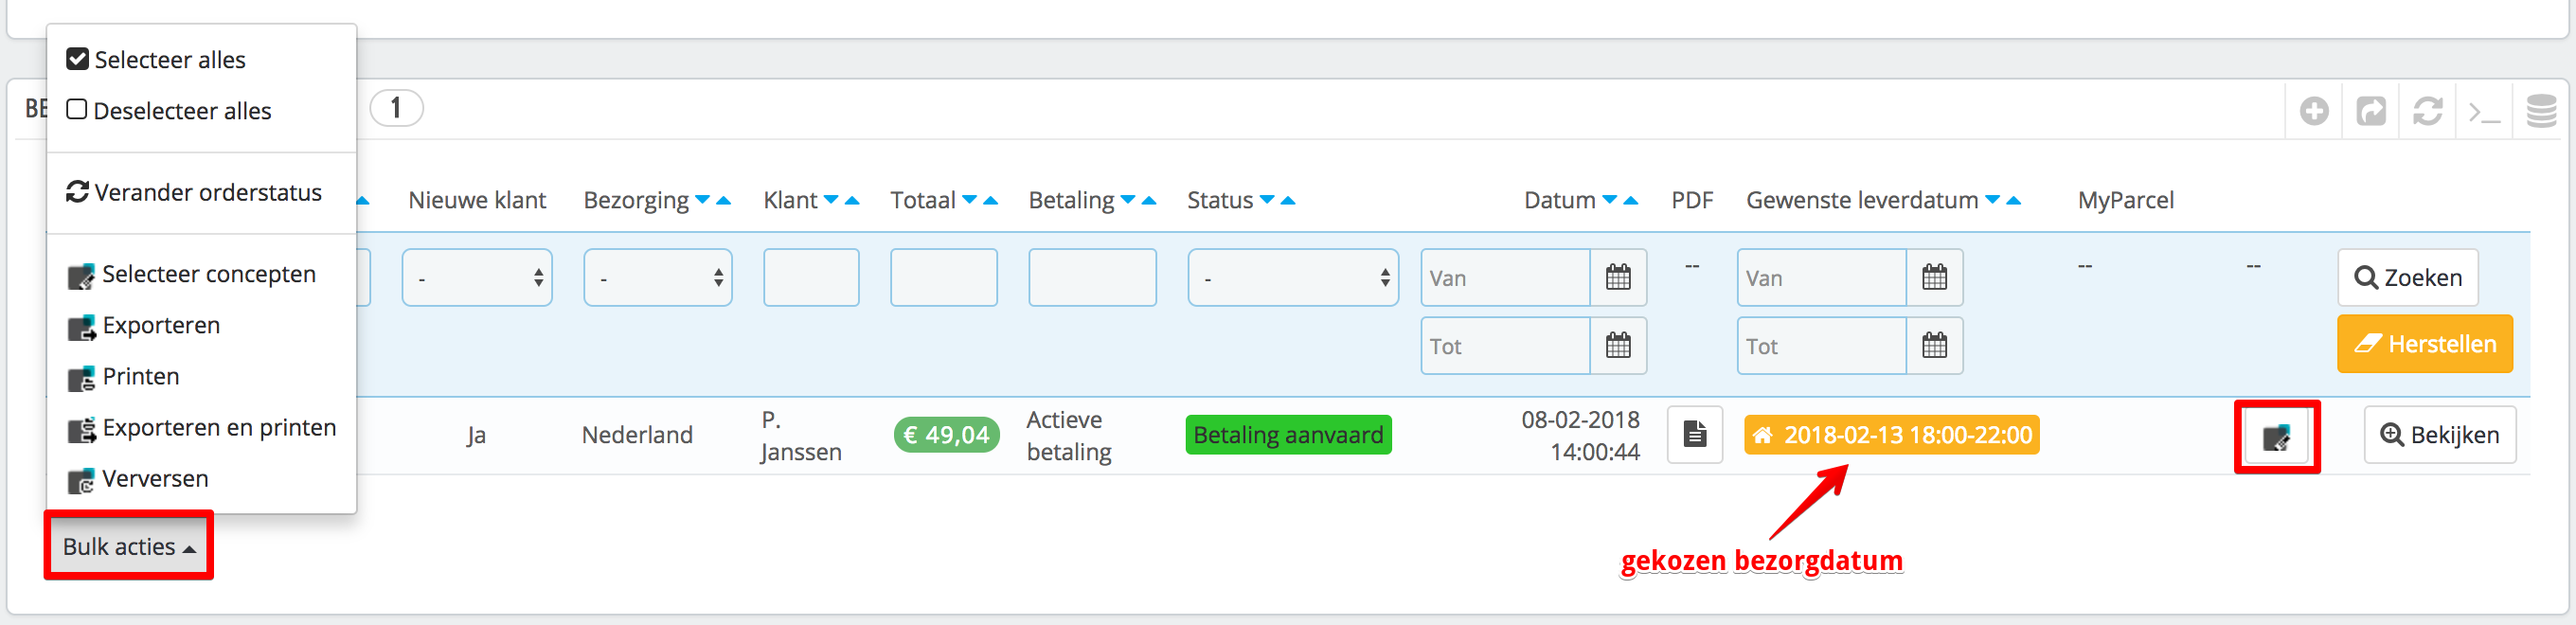 Selecteer alles
Deselecteer alles
Verander orderstatus
Selecteer concepten
Exporteren
Printen
Exporteren en printen
Verversen
Bulk acties
BE
1
Nieuwe klant Bezorging Klant Totaal Betaling Status Datum PDF Gewenste leverdatum MyParcel
- - - Van -- Van -- -- Zoeken
Tot Tot Herstellen
Ja Nederland P. Janssen € 49,04 Actieve betaling Betaling aanvaard 08-02-2018 14:00:44 2018-02-13 18:00-22:00 Bekijken
gekozen bezorgdatum